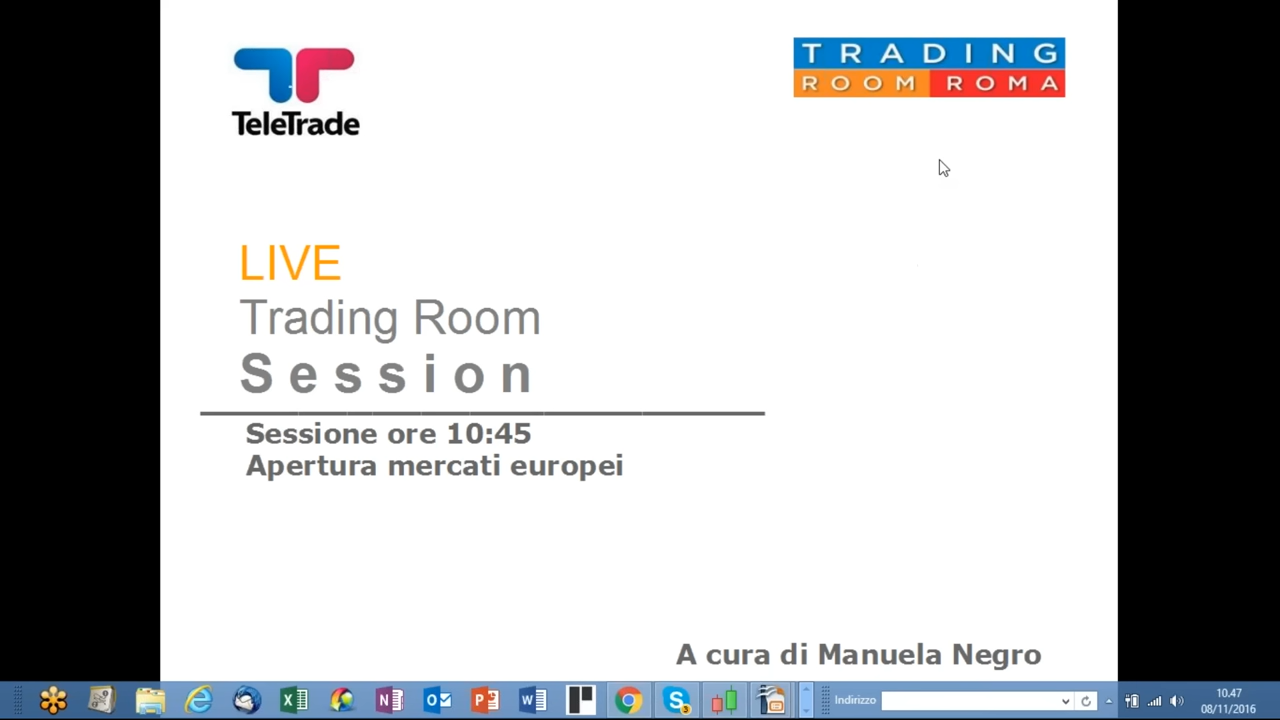 TeleTrade
TRADING
ROOM ROMA
LIVE
Trading Room
Session
Sessione ore 10:45
Apertura mercati europei
A cura di Manuela Negro
Indirizzo
10.47
08/11/2016